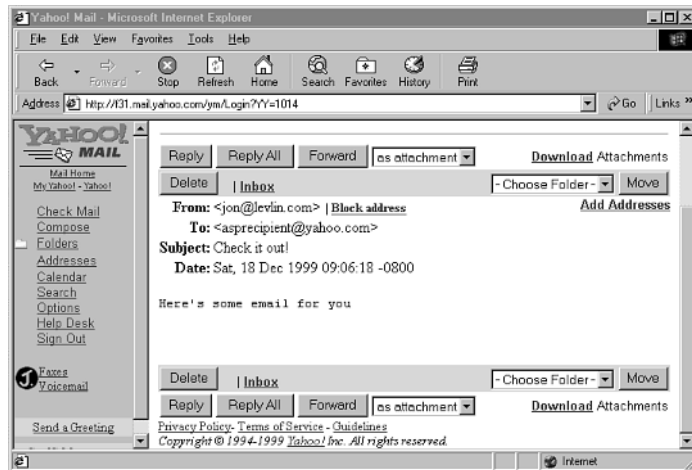 Yahoo! Mail - Microsoft Internet Explorer
File Edit View Favorites Tools Help
Back Forward Stop Refresh Home Search Favorites History Print
Address http://f31.mail.yahoo.com/ym/Login?YY=1014 Go Links »
YAHOO! MAIL
Mail Home
My Yahoo! - Yahoo!
Check Mail
Compose
Folders
Addresses
Calendar
Search
Options
Help Desk
Sign Out
Faxes
Voicemail
Send a Greeting
Reply Reply All Forward as attachment Download Attachments
Delete | Inbox - Choose Folder - Move
From: <jon@levlin.com> | Block address Add Addresses
To: <asprecipient@yahoo.com>
Subject: Check it out!
Date: Sat, 18 Dec 1999 09:06:18 -0800
Here's some email for you
Delete | Inbox - Choose Folder - Move
Reply Reply All Forward as attachment Download Attachments
Privacy Policy- Terms of Service - Guidelines
Copyright © 1994-1999 Yahoo! Inc. All rights reserved.
Internet